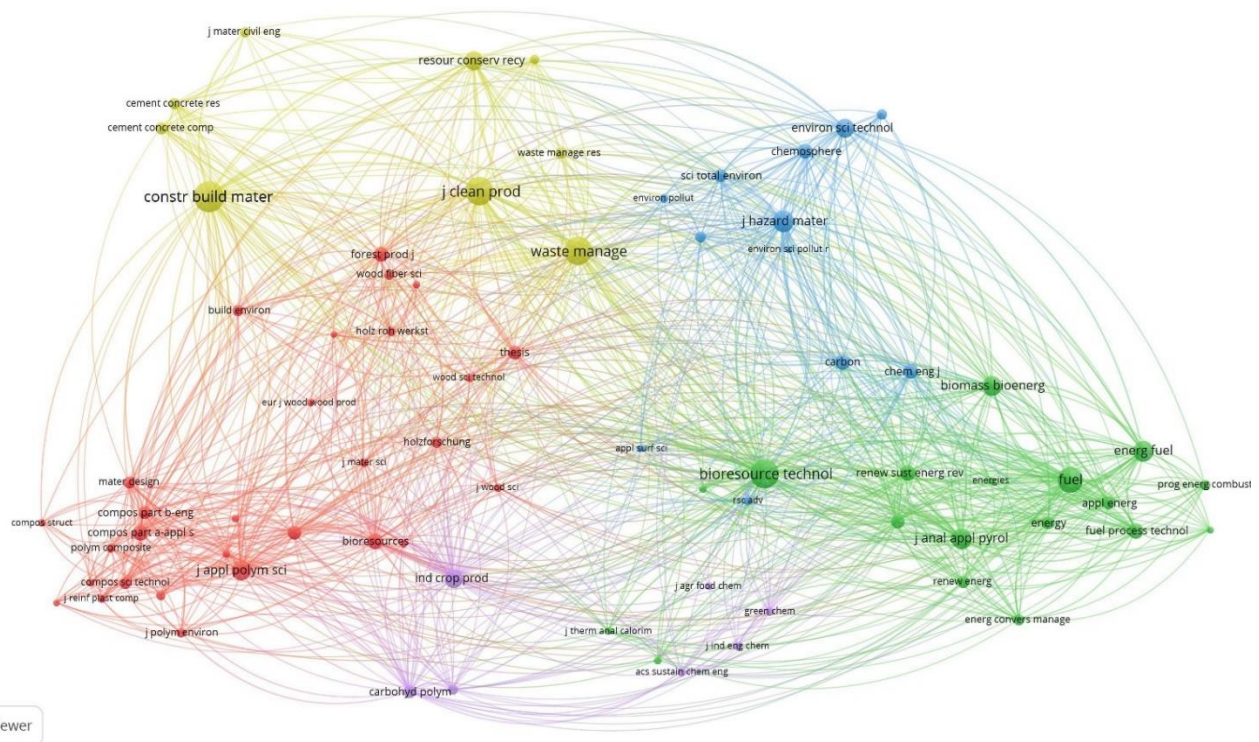 j mater civil eng
resour conserv recy
cement concrete res
cement concrete comp
environ sci technol
chemosphere
waste manage res
sci total environ
constr build mater
j clean prod
environ pollut
j hazard mater
environ sci pollut r
waste manage
forest prod j
wood fiber sci
build environ
holz roh werkst
thesis
carbon
chem eng j
wood sci technol
biomass bioenerg
eur j wood wood prod
holzforschung
appl surf sci
energ fuel
j mater sci
bioresource technol
renew sust energ rev
energies
fuel
mater design
j wood sci
prog energ combust
rsc adv
appl energ
compos part b-eng
compos struct
energy
compos part a-appl s
fuel process technol
bioresources
j anal appl pyrol
polym composite
j appl polym sci
ind crop prod
compos sci technol
renew energ
j agr food chem
j reinf plast comp
green chem
energ convers manage
j polym environ
j therm anal calorim
j ind eng chem
acs sustain chem eng
carbohyd polym
ewer